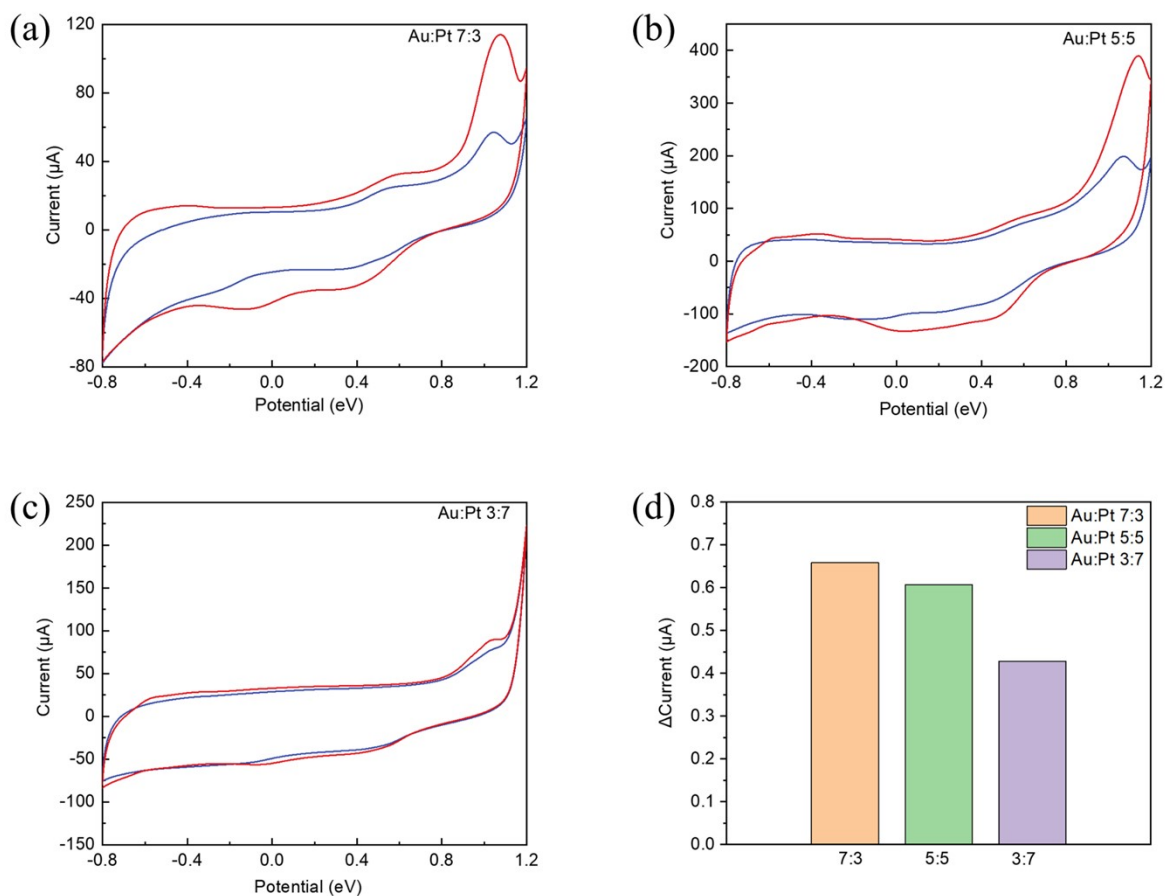 (a)
Au:Pt 7:3
120
80
40
0
-40
-80
-0.8 -0.4 0.0 0.4 0.8 1.2
Current (µA)
Potential (eV)
(b)
Au:Pt 5:5
400
300
200
100
0
-100
-200
-0.8 -0.4 0.0 0.4 0.8 1.2
Current (µA)
Potential (eV)
(c)
Au:Pt 3:7
250
200
150
100
50
0
-50
-100
-150
-0.8 -0.4 0.0 0.4 0.8 1.2
Current (µA)
Potential (eV)
(d)
Au:Pt 7:3
Au:Pt 5:5
Au:Pt 3:7
0.8
0.7
0.6
0.5
0.4
0.3
0.2
0.1
0.0
7:3 5:5 3:7
ΔCurrent (µA)